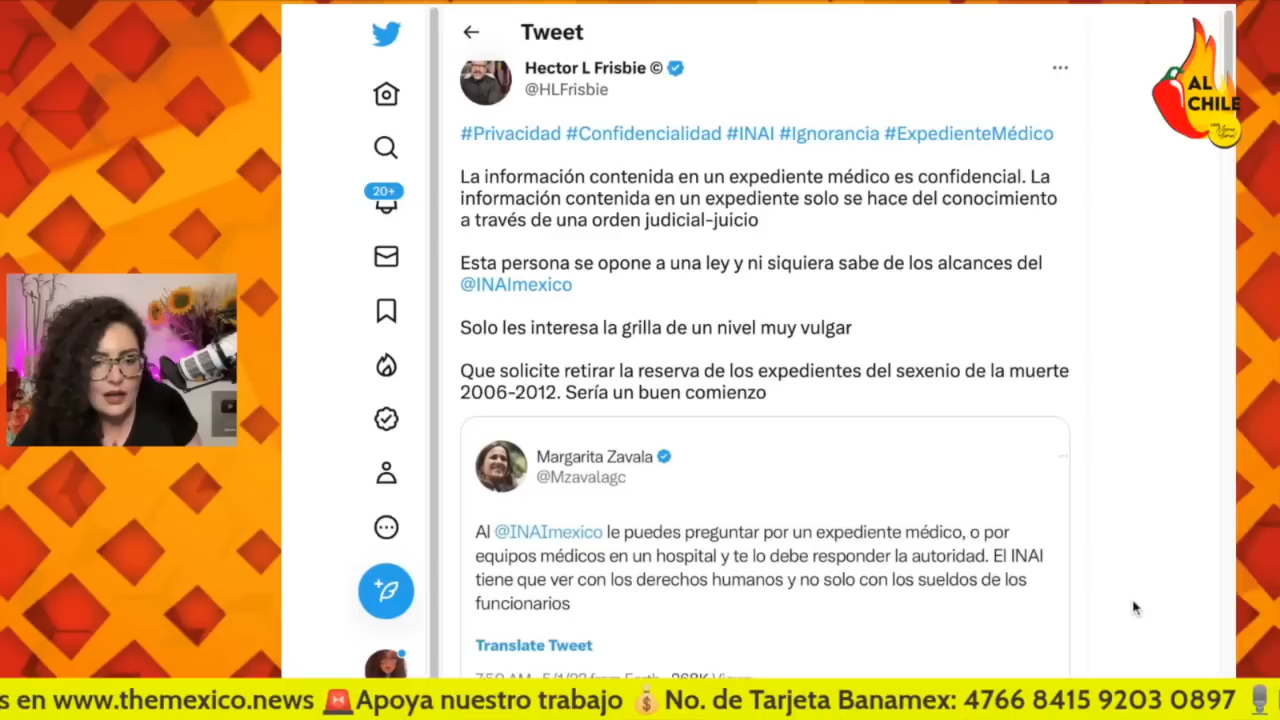 Tweet
Hector L Frisbie ©
@HLFrisbie
AL
CHILE
#Privacidad #Confidencialidad #INAI #Ignorancia #ExpedienteMédico
La información contenida en un expediente médico es confidencial. La
información contenida en un expediente solo se hace del conocimiento
a través de una orden judicial-juicio
20+
Esta persona se opone a una ley y ni siquiera sabe de los alcances del
@INAImexico
Solo les interesa la grilla de un nivel muy vulgar
Que solicite retirar la reserva de los expedientes del sexenio de la muerte
2006-2012. Sería un buen comienzo
Margarita Zavala
@Mzavalagc
Al @INAImexico le puedes preguntar por un expediente médico, o por
equipos médicos en un hospital y te lo debe responder la autoridad. El INAI
tiene que ver con los derechos humanos y no solo con los sueldos de los
funcionarios
Translate Tweet
s en www.themexico.news 🚨Apoya nuestro trabajo 💰No. de Tarjeta Banamex: 4766 8415 9203 0897 🎙️